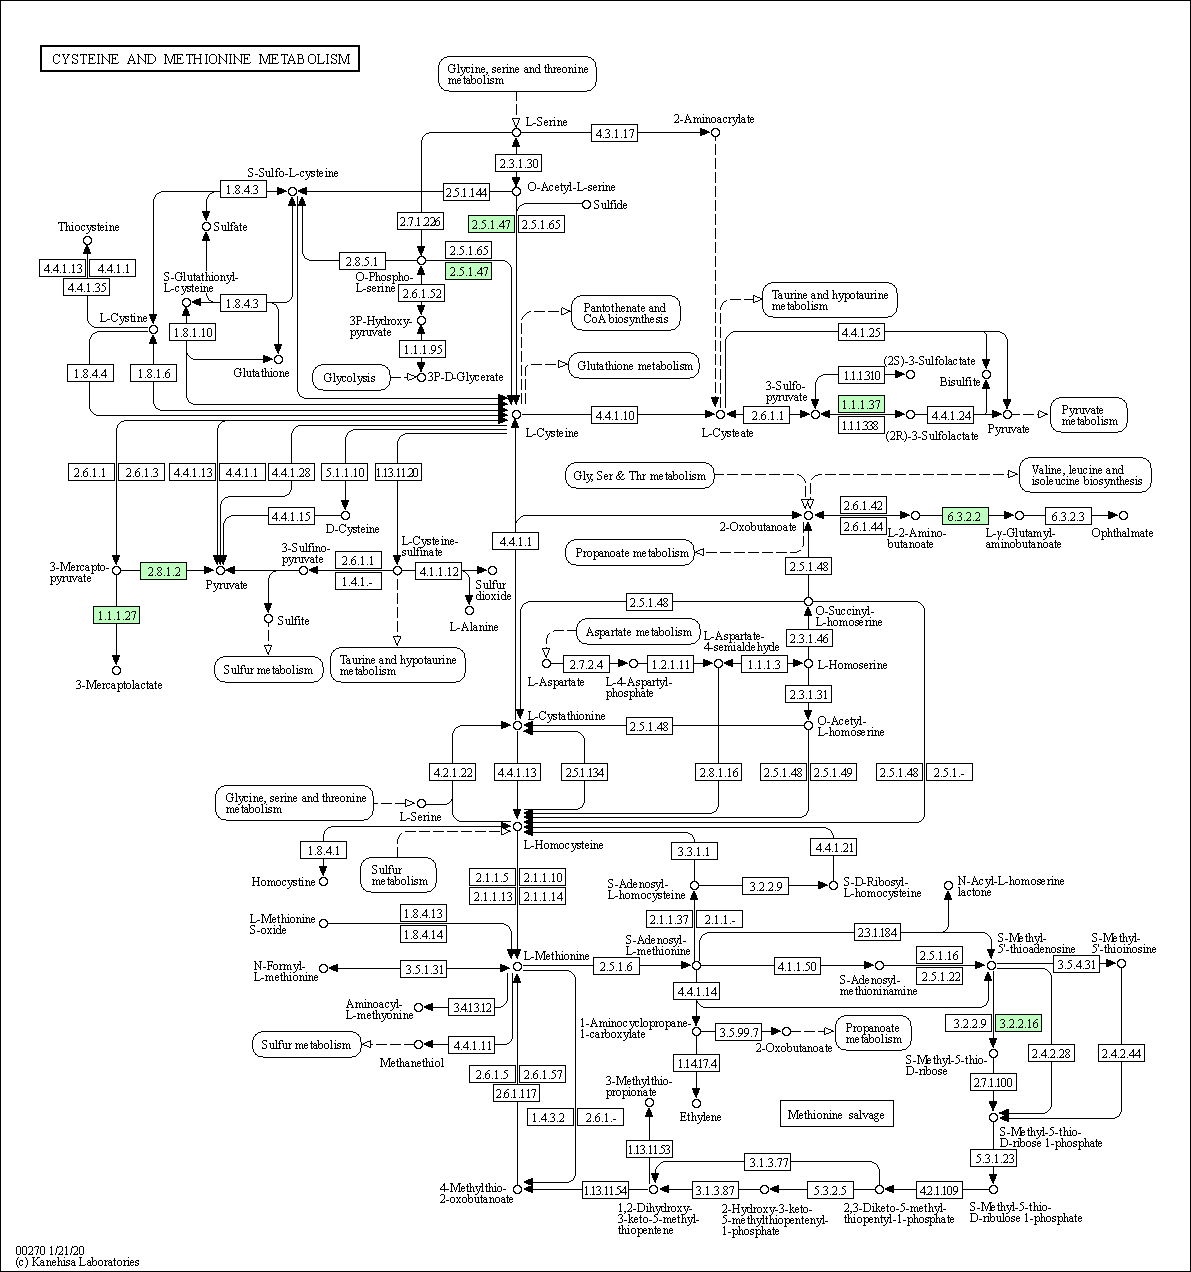 CYSTEINE AND METHIONINE METABOLISM
Glycine, serine and threonine
metabolism
L-Serine
4.3.1.17
2-Aminoacrylate
2.3.1.30
S-Sulfo-L-cysteine
1.8.4.3
2.5.1.144
O-Acetyl-L-serine
Sulfide
Thiocysteine
Sulfate
2.7.1.226
2.5.1.47
2.5.1.65
4.4.1.13
4.4.1.1
4.4.1.35
2.8.5.1
2.5.1.65
2.5.1.47
S-Glutathionyl-
L-cysteine
O-Phospho-
L-serine
2.6.1.52
1.8.4.3
Pantothenate and
CoA biosynthesis
Taurine and hypotaurine
metabolism
L-Cystine
1.8.1.10
3P-Hydroxy-
pyruvate
4.4.1.25
1.1.1.95
Glutathione
1.8.4.4
1.8.1.6
Glycolysis
3P-D-Glycerate
Glutathione metabolism
(2S)-3-Sulfolactate
1.1.1.310
Bisulfite
3-Sulfo-
pyruvate
1.1.1.37
4.4.1.10
2.6.1.1
1.1.1.338
4.4.1.24
L-Cysteine
L-Cysteate
(2R)-3-Sulfolactate
Pyruvate
Pyruvate
metabolism
2.6.1.1
2.6.1.3
4.4.1.13
4.4.1.1
4.4.1.28
5.1.1.10
1.13.11.20
Gly, Ser & Thr metabolism
Valine, leucine and
isoleucine biosynthesis
4.4.1.15
D-Cysteine
2-Oxobutanoate
2.6.1.42
2.6.1.44
L-2-Amino-
butanoate
6.3.2.2
L-γ-Glutamyl-
aminobutanoate
6.3.2.3
Ophthalmate
4.4.1.1
Propanoate metabolism
3-Mercapto-
pyruvate
2.8.1.2
Pyruvate
3-Sulfino-
pyruvate
2.6.1.1
1.4.1.-
L-Cysteine-
sulfinate
4.1.1.12
Sulfur
dioxide
2.5.1.48
1.1.1.27
Sulfite
L-Alanine
2.5.1.48
O-Succinyl-
L-homoserine
Aspartate metabolism
L-Aspartate-
4-semialdehyde
2.3.1.46
3-Mercaptolactate
Sulfur metabolism
Taurine and hypotaurine
metabolism
2.7.2.4
1.2.1.11
1.1.1.3
L-Homoserine
L-Aspartate
L-4-Aspartyl-
phosphate
2.3.1.31
L-Cystathionine
2.5.1.48
O-Acetyl-
L-homoserine
4.2.1.22
4.4.1.13
2.5.1.134
2.8.1.16
2.5.1.48
2.5.1.49
2.5.1.48
2.5.1.-
Glycine, serine and threonine
metabolism
L-Serine
L-Homocysteine
1.8.4.1
Sulfur
metabolism
3.3.1.1
4.4.1.21
Homocystine
2.1.1.5
2.1.1.10
2.1.1.13
2.1.1.14
S-Adenosyl-
L-homocysteine
3.2.2.9
S-D-Ribosyl-
L-homocysteine
N-Acyl-L-homoserine
lactone
L-Methionine
S-oxide
1.8.4.13
1.8.4.14
2.1.1.37
2.1.1.-
2.3.1.184
S-Adenosyl-
L-methionine
S-Methyl-
5'-thioadenosine
S-Methyl-
5'-thioinosine
N-Formyl-
L-methionine
3.5.1.31
L-Methionine
2.5.1.6
4.1.1.50
S-Adenosyl-
methioninamine
2.5.1.16
2.5.1.22
3.5.4.31
4.4.1.14
Aminoacyl-
L-methyonine
3.4.13.12
1-Aminocyclopropane-
1-carboxylate
3.5.99.7
2-Oxobutanoate
Propanoate
metabolism
3.2.2.9
3.2.2.16
Sulfur metabolism
Methanethiol
4.4.1.11
S-Methyl-5-thio-
D-ribose
2.4.2.28
2.4.2.44
1.14.17.4
2.6.1.5
2.6.1.57
2.6.1.117
3-Methylthio-
propionate
2.7.1.100
1.4.3.2
2.6.1.-
Ethylene
Methionine salvage
S-Methyl-5-thio-
D-ribose 1-phosphate
1.13.11.53
3.1.3.77
5.3.1.23
4-Methylthio-
2-oxobutanoate
1.13.11.54
3.1.3.87
5.3.2.5
4.2.1.109
1,2-Dihydroxy-
3-keto-5-methyl-
thiopentene
2-Hydroxy-3-keto-
5-methylthiopentenyl-
1-phosphate
2,3-Diketo-5-methyl-
thiopentyl-1-phosphate
S-Methyl-5-thio-
D-ribulose 1-phosphate
00270 1/21/20
(c) Kanehisa Laboratories